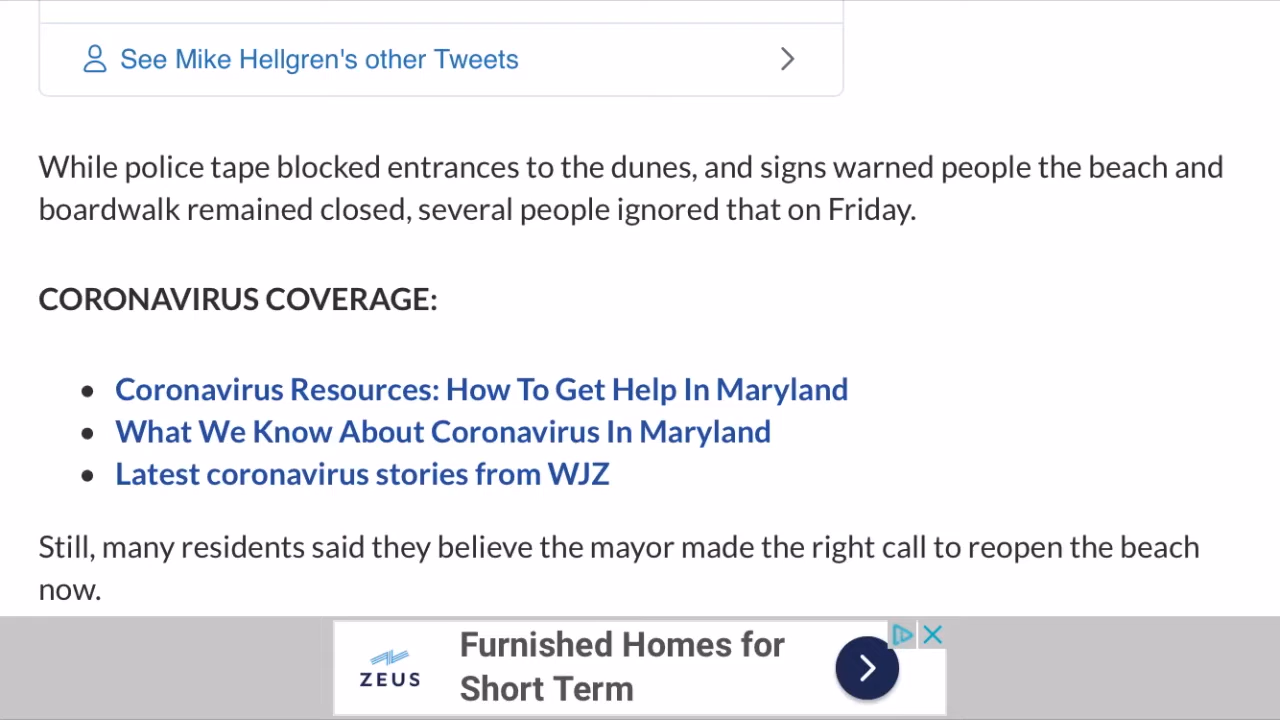 See Mike Hellgren's other Tweets
While police tape blocked entrances to the dunes, and signs warned people the beach and
boardwalk remained closed, several people ignored that on Friday.
CORONAVIRUS COVERAGE:
Coronavirus Resources: How To Get Help In Maryland
What We Know About Coronavirus In Maryland
Latest coronavirus stories from WJZ
Still, many residents said they believe the mayor made the right call to reopen the beach
now.
ZEUS
Furnished Homes for
Short Term